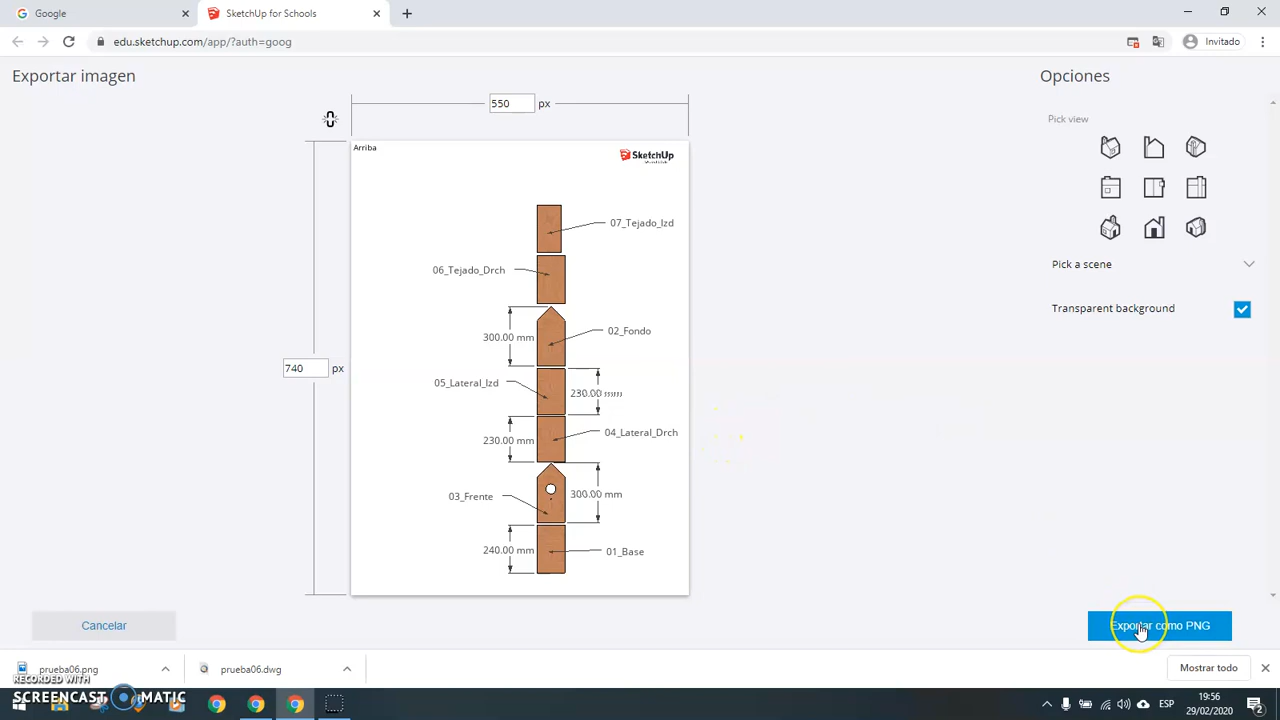 Google
SketchUp for Schools
edu.sketchup.com/app/?auth=goog
Invitado
Exportar imagen
Opciones
550 px
Pick view
Arriba
SketchUp
07_Tejado_Izd
06_Tejado_Drch
Pick a scene
Transparent background
300.00 mm
02_Fondo
740 px
05_Lateral_Izd
230.00
04_Lateral_Drch
230.00 mm
03_Frente
300.00 mm
240.00 mm
01_Base
Cancelar
Exportar como PNG
prueba06.png
prueba06.dwg
Mostrar todo
RECORDED WITH
SCREENCAST MATIC
ESP
19:56
29/02/2020
2